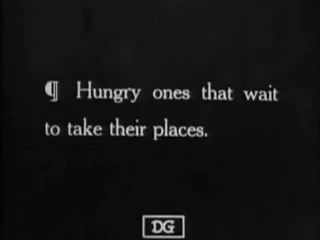 ¶ Hungry ones that wait
to take their places.
DG